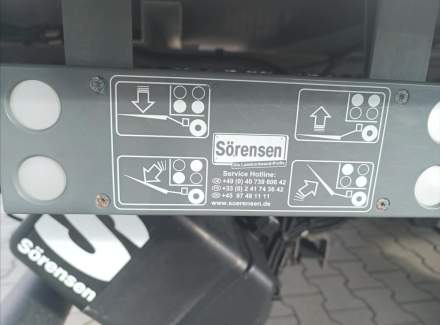 Sörensen
Service Hotline:
+49 (0) 40 739 606 42
+33 (0) 2 41 74 36 42
+45 97 49 11 11
www.soerensen.de
Sörensen